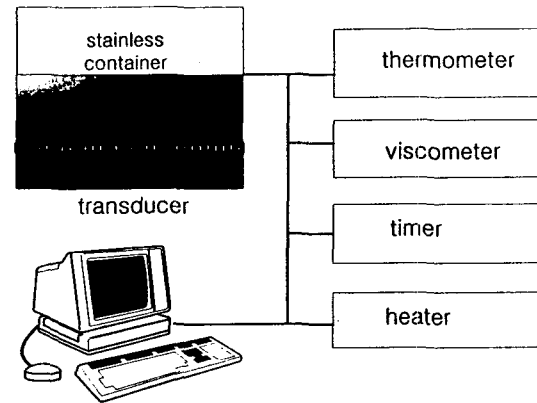 stainless
container
thermometer
viscometer
transducer
timer
heater